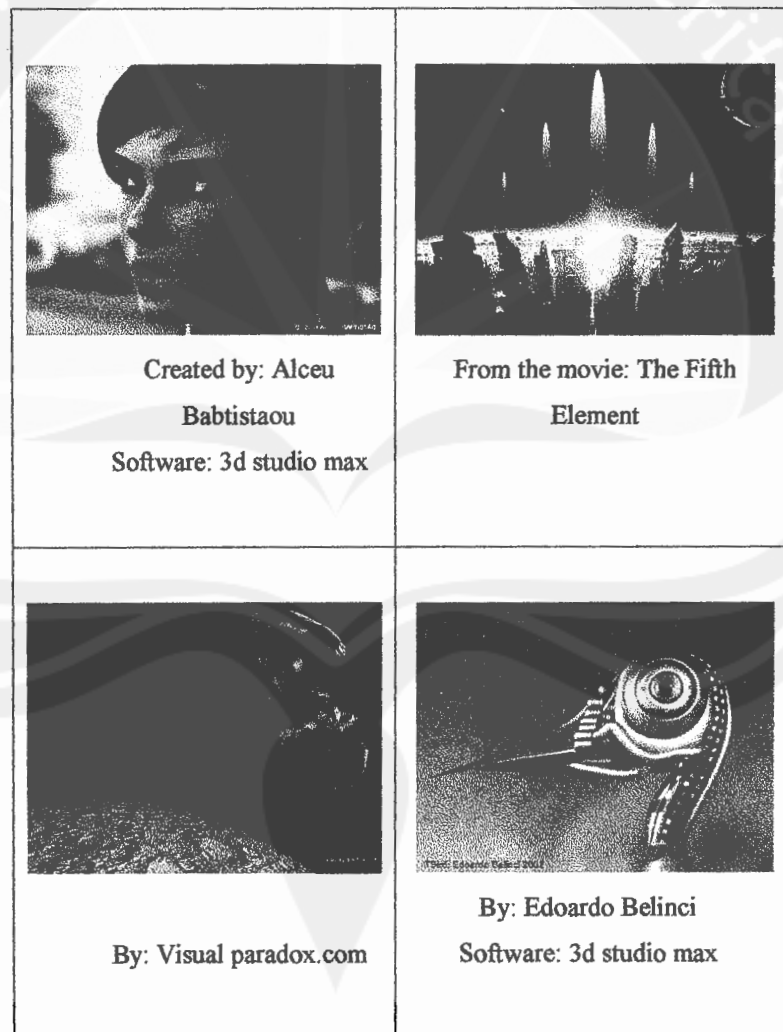 Created by: Alceu
Babtistaou
Software: 3d studio max
From the movie: The Fifth
Element
By: Visual paradox.com
By: Edoardo Belinci
Software: 3d studio max